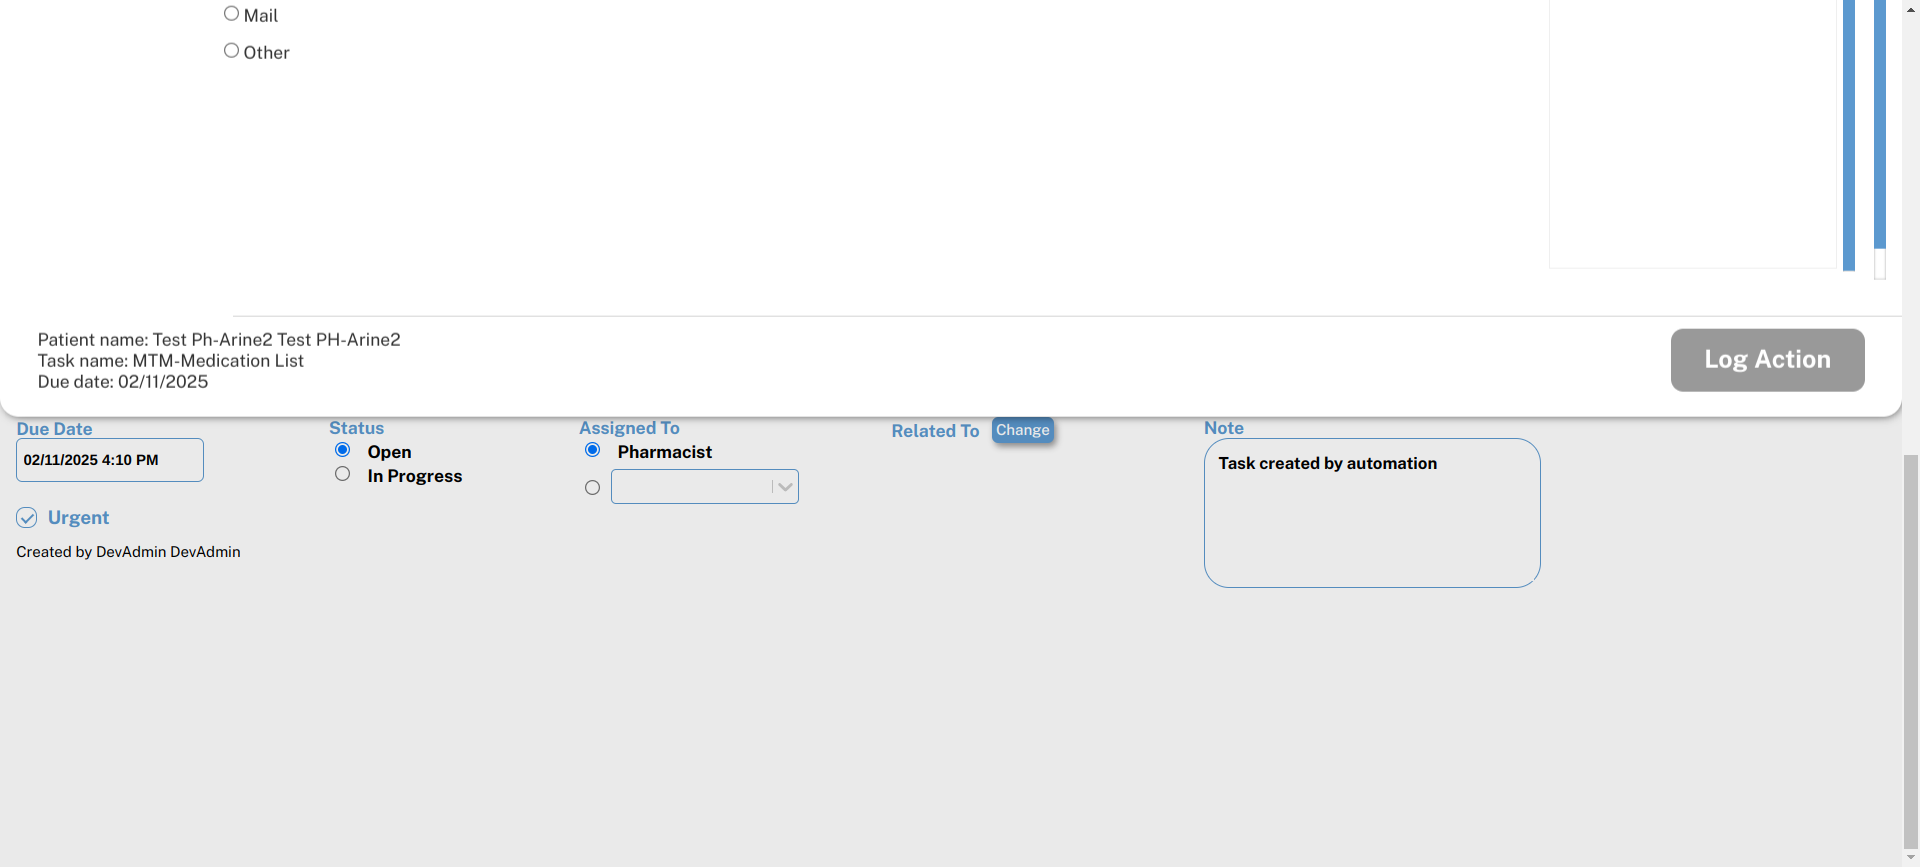 Mail
Other
Patient name: Test Ph-Arine2 Test PH-Arine2
Task name: MTM-Medication List
Due date: 02/11/2025
Log Action
Due Date
02/11/2025 4:10 PM
Urgent
Created by DevAdmin DevAdmin
Status
Open
In Progress
Assigned To
Pharmacist
Related To
Change
Note
Task created by automation